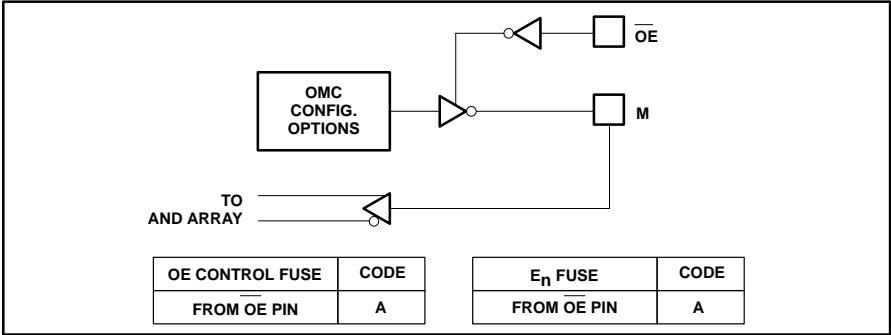 OE
OMC
CONFIG.
OPTIONS
M
TO
AND ARRAY
OE CONTROL FUSE CODE
FROM OE PIN A
En FUSE CODE
FROM OE PIN A